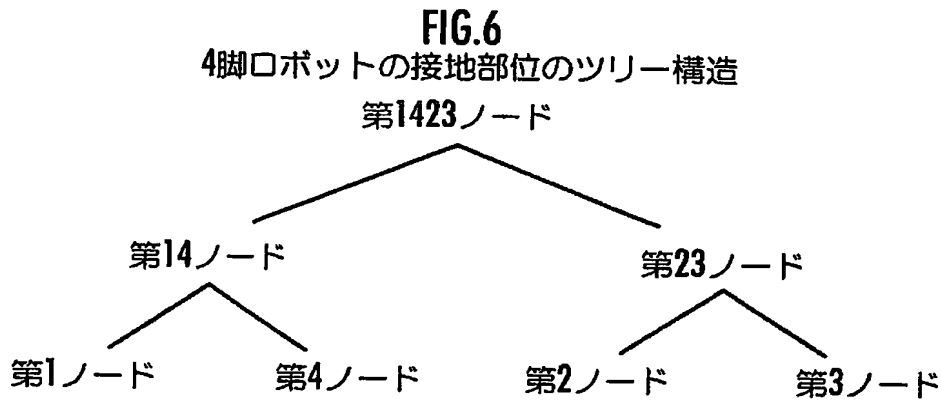 FIG.6
4脚ロボットの接地部位のツリー構造
第1423ノード
第14ノード
第23ノード
第1ノード
第4ノード
第2ノード
第3ノード